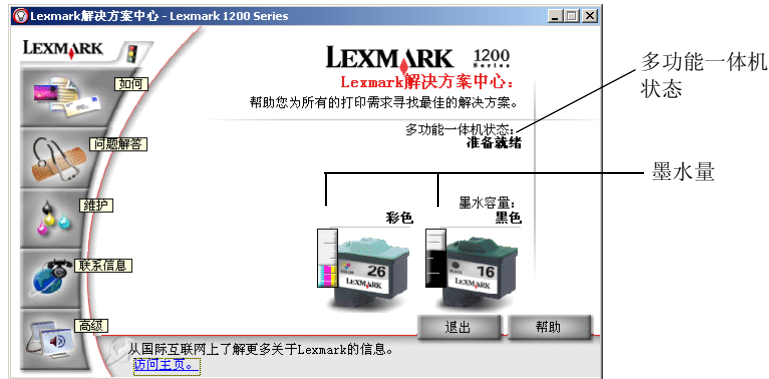 Lexmark解决方案中心 - Lexmark 1200 Series
LEXMARK
如何
问题解答
维护
联系信息
高级
LEXMARK 1200 Series
Lexmark解决方案中心:
帮助您为所有的打印需求寻找最佳的解决方案。
多功能一体机状态:
准备就绪
墨水容量:
彩色
黑色
COLOR 26
LEXMARK
BLACK 16
LEXMARK
退出
帮助
从国际互联网上了解更多关于Lexmark的信息。
访问主页。
多功能一体机
状态
墨水量